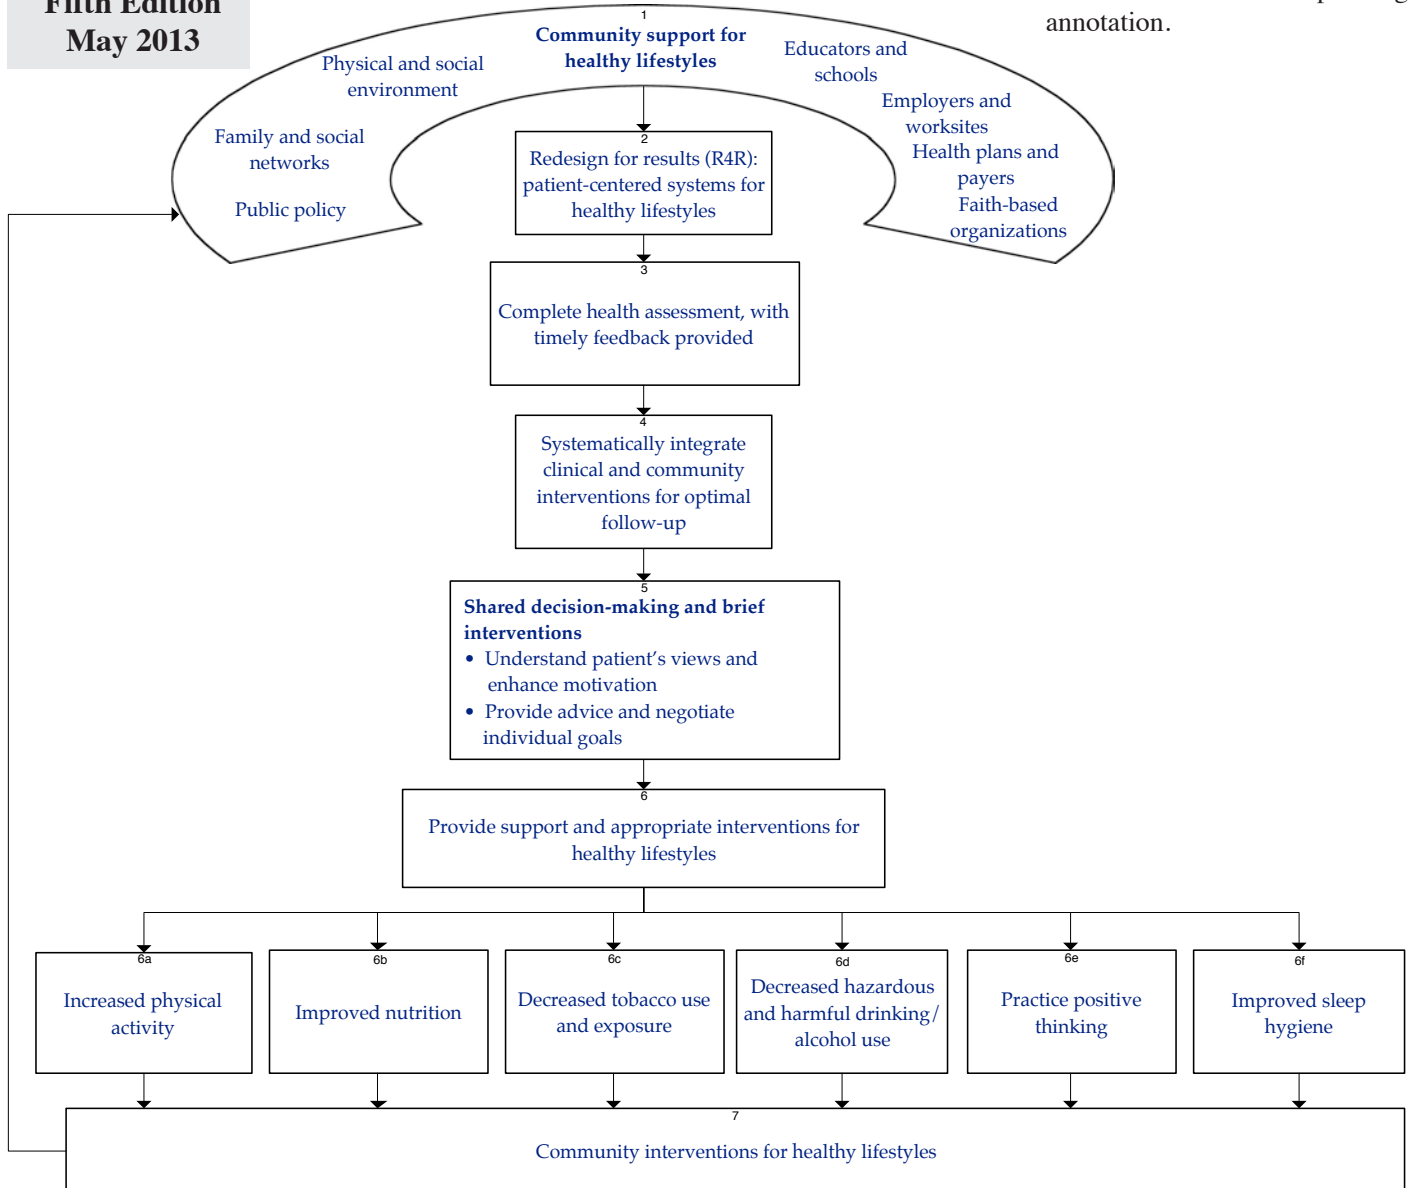 Fifth Edition
May 2013
annotation.
1
Community support for
healthy lifestyles
Physical and social
environment
Family and social
networks
Public policy
Educators and
schools
Employers and
worksites
Health plans and
payers
Faith-based
organizations
2
Redesign for results (R4R):
patient-centered systems for
healthy lifestyles
3
Complete health assessment, with
timely feedback provided
4
Systematically integrate
clinical and community
interventions for optimal
follow-up
5
Shared decision-making and brief
interventions
• Understand patient's views and
enhance motivation
• Provide advice and negotiate
individual goals
6
Provide support and appropriate interventions for
healthy lifestyles
6a
Increased physical
activity
6b
Improved nutrition
6c
Decreased tobacco use
and exposure
6d
Decreased hazardous
and harmful drinking/
alcohol use
6e
Practice positive
thinking
6f
Improved sleep
hygiene
7
Community interventions for healthy lifestyles